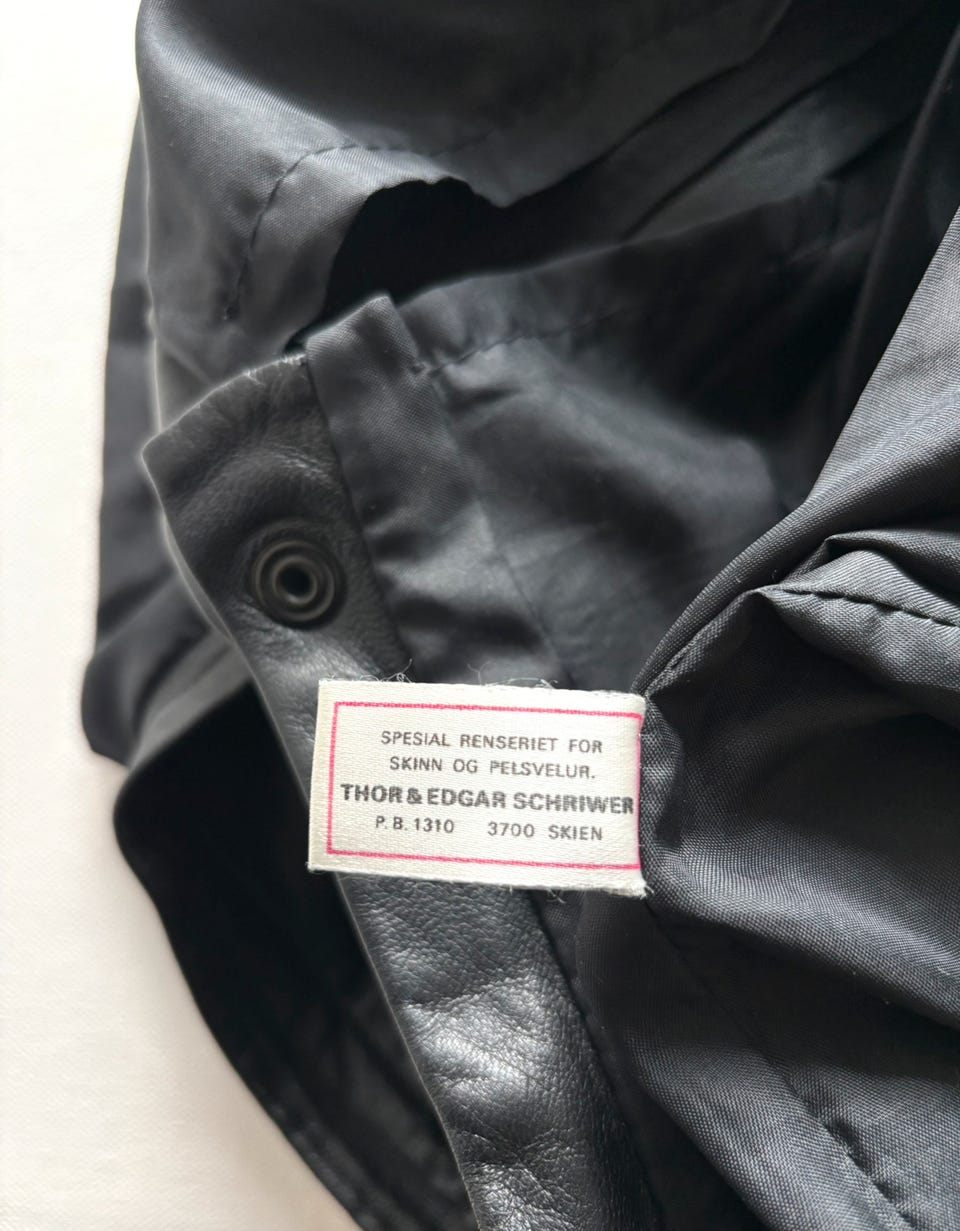 SPESIAL RENSERIET FOR
SKINN OG PELSVELUR.
THOR & EDGAR SCHRIWER
P.B. 1310 3700 SKIEN